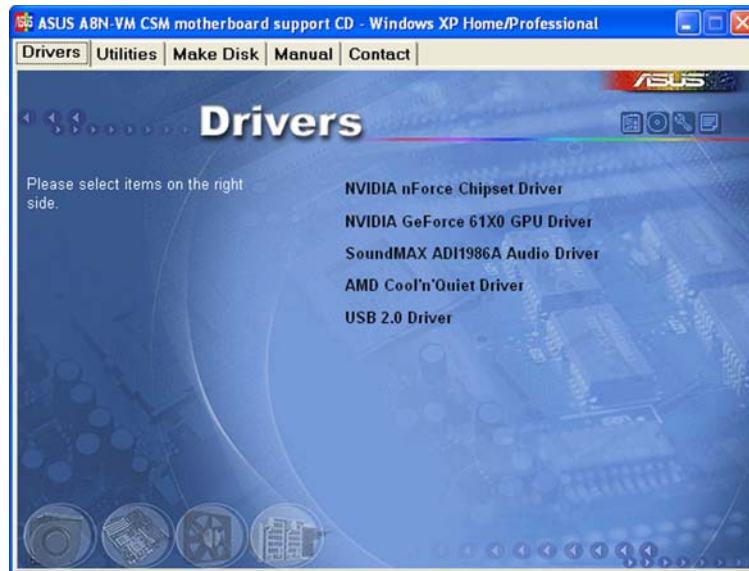 ASUS A8N-VM CSM motherboard support CD - Windows XP Home/Professional
Drivers Utilities Make Disk Manual Contact
ASUS
Drivers
Please select items on the right
side.
NVIDIA nForce Chipset Driver
NVIDIA GeForce 61X0 GPU Driver
SoundMAX ADI1986A Audio Driver
AMD Cool'n'Quiet Driver
USB 2.0 Driver